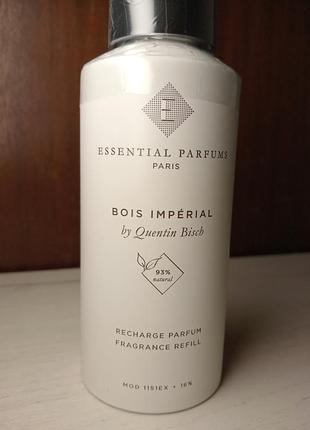 E
ESSENTIAL PARFUMS
PARIS
BOIS IMPÉRIAL
by Quentin Bisch
93%
natural
RECHARGE PARFUM
FRAGRANCE REFILL
MOD 1151EX • 16%